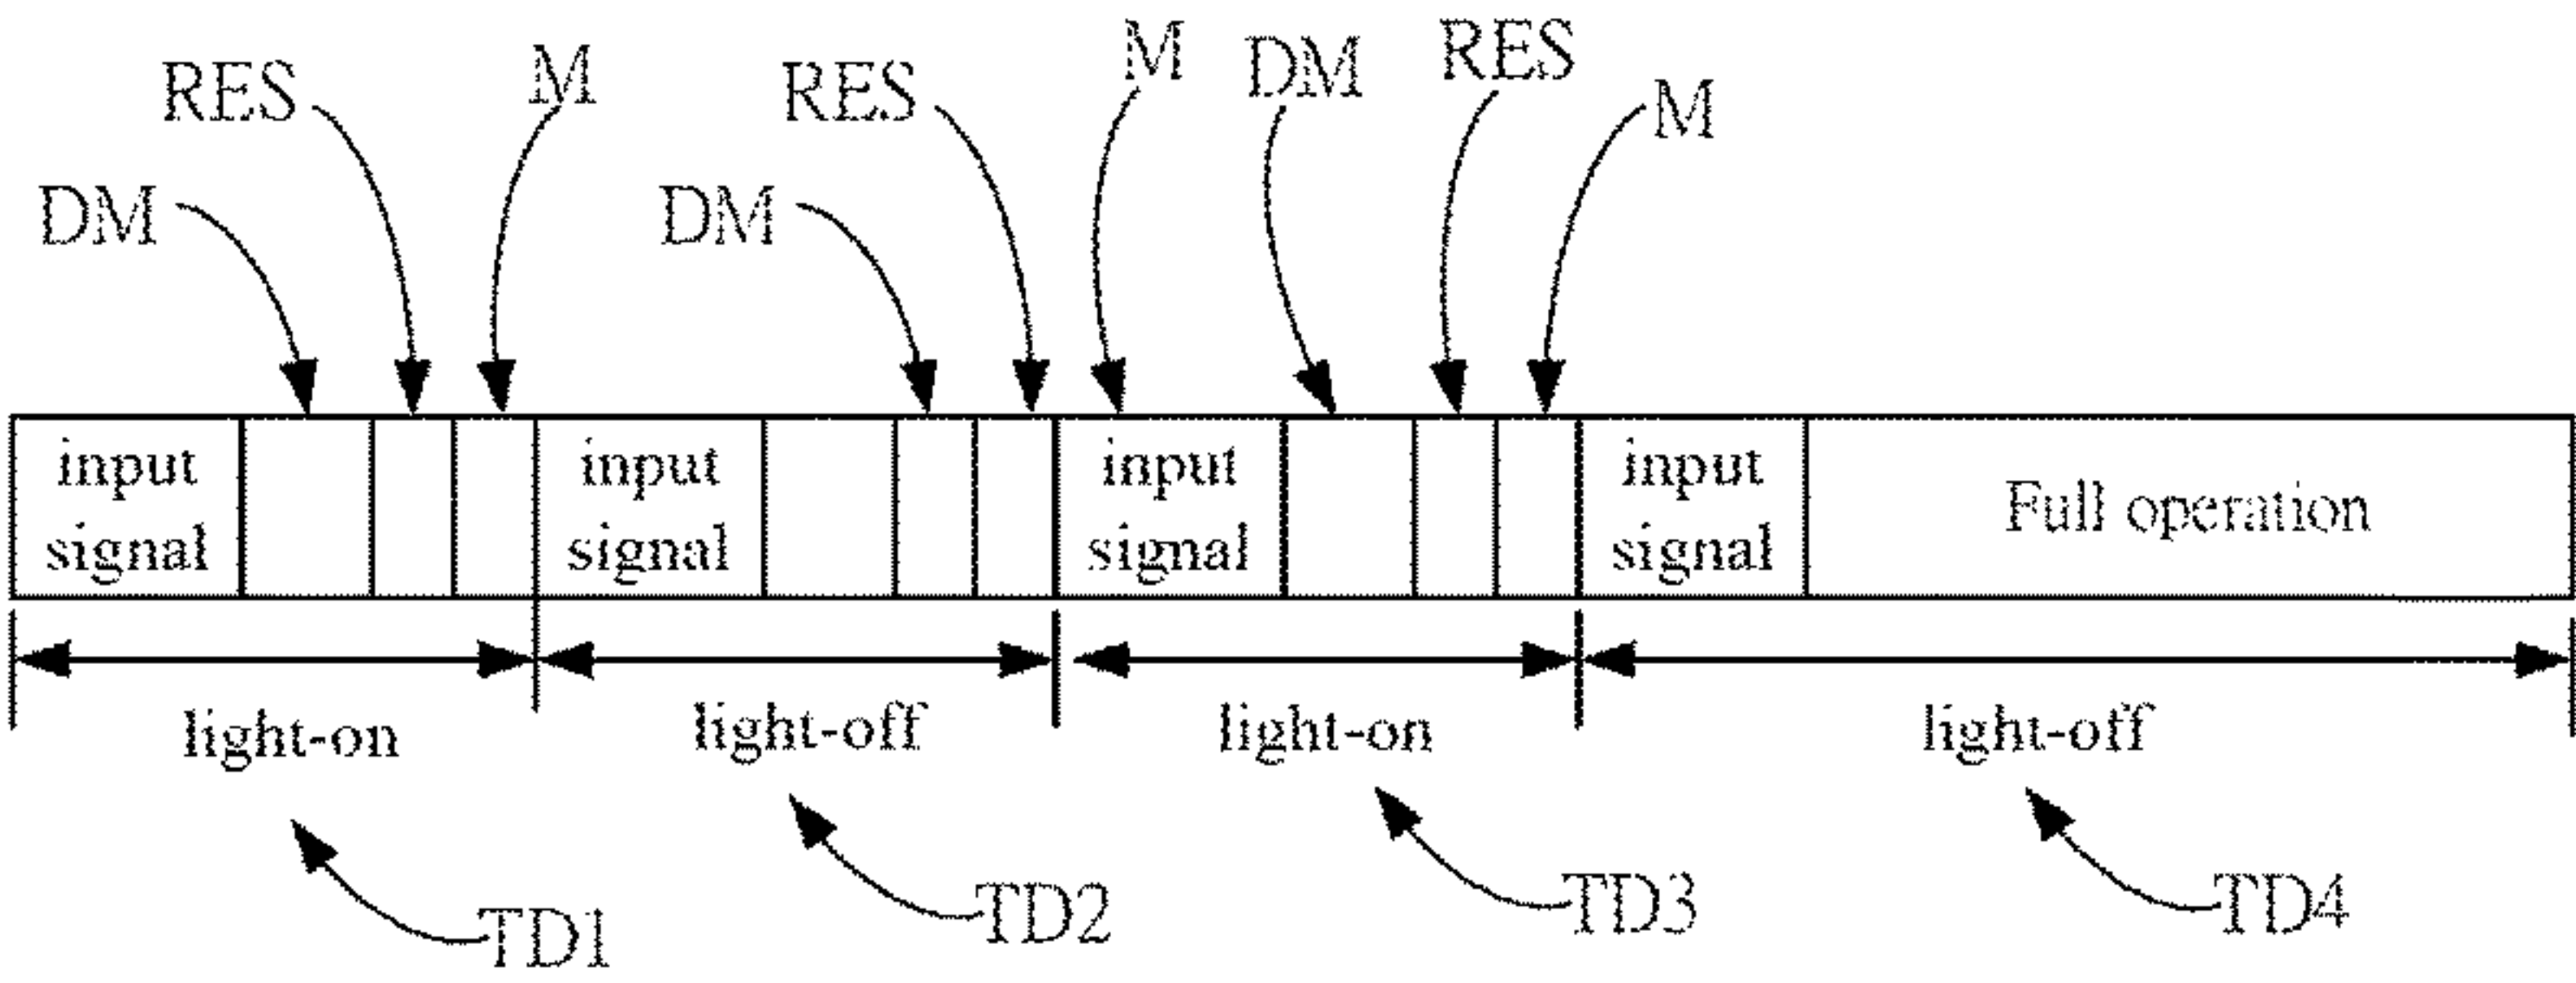 RES
M
RES
M
DM
RES
M
DM
DM
input
signal
input
signal
input
signal
input
signal
Full operation
light-on
light-off
light-on
light-off
TD1
TD2
TD3
TD4